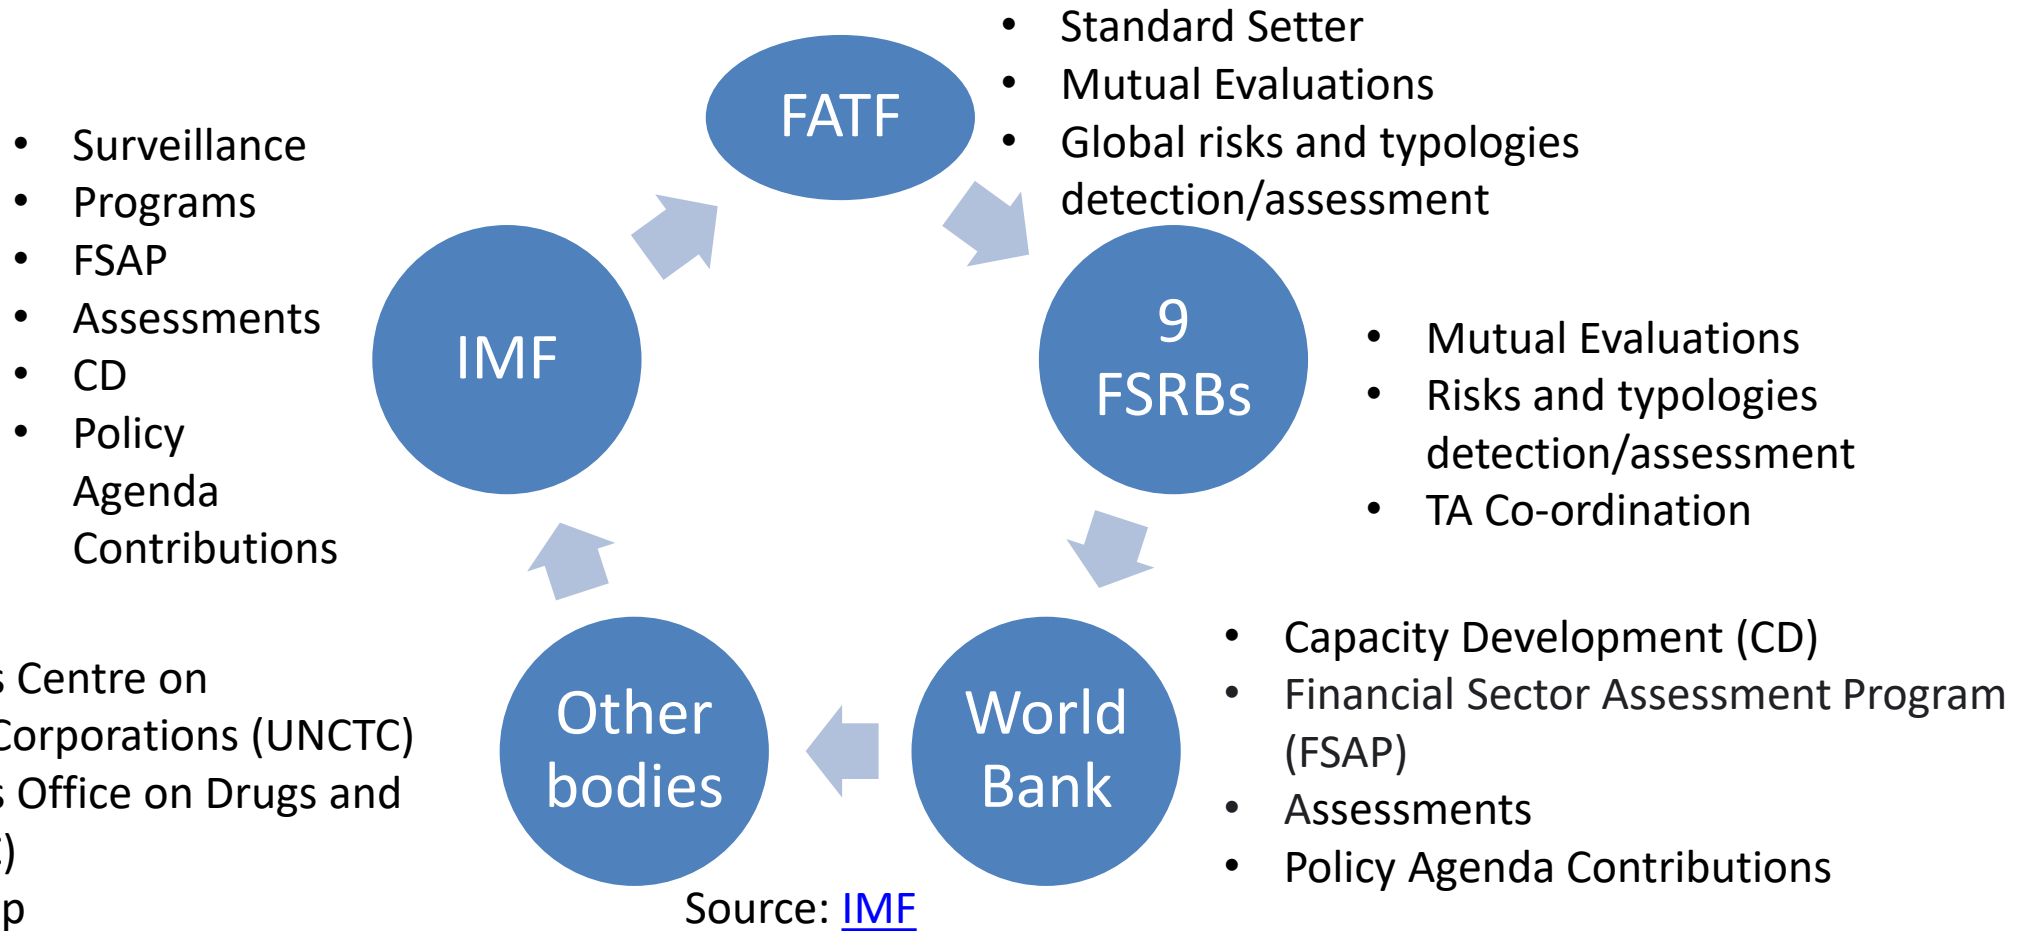 FATF
• Standard Setter
• Mutual Evaluations
• Global risks and typologies
detection/assessment
9
FSRBs
• Mutual Evaluations
• Risks and typologies
detection/assessment
• TA Co-ordination
World
Bank
• Capacity Development (CD)
• Financial Sector Assessment Program
(FSAP)
• Assessments
• Policy Agenda Contributions
Other
bodies
s Centre on
Corporations (UNCTC)
s Office on Drugs and
)
p
IMF
• Surveillance
• Programs
• FSAP
• Assessments
• CD
• Policy
Agenda
Contributions
Source: IMF